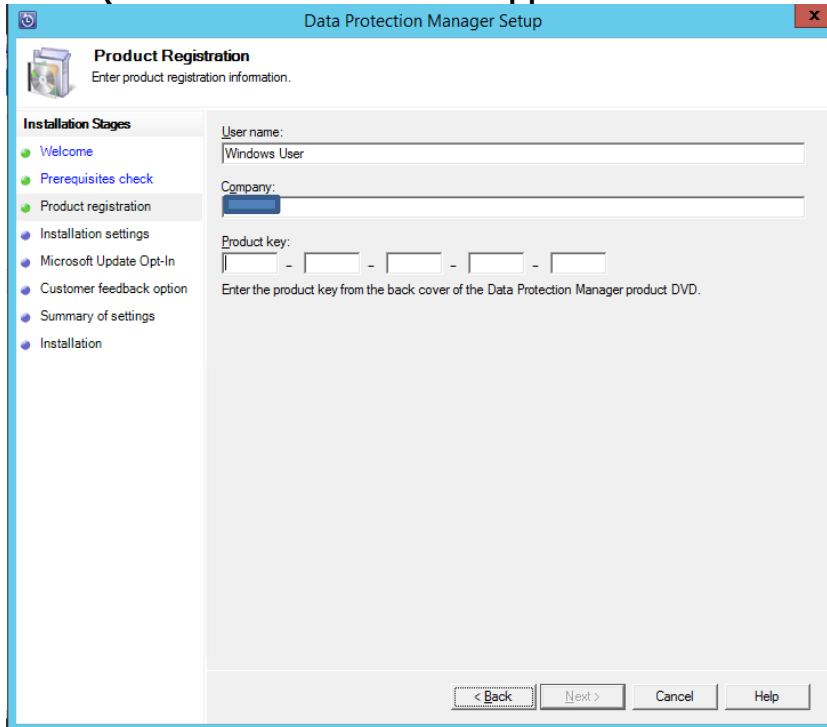 Data Protection Manager Setup
x
Product Registration
Enter product registration information.
Installation Stages
Welcome
Prerequisites check
Product registration
Installation settings
Microsoft Update Opt-In
Customer feedback option
Summary of settings
Installation
User name:
Windows User
Company:
Product key:
- - - -
Enter the product key from the back cover of the Data Protection Manager product DVD.
< Back Next > Cancel Help